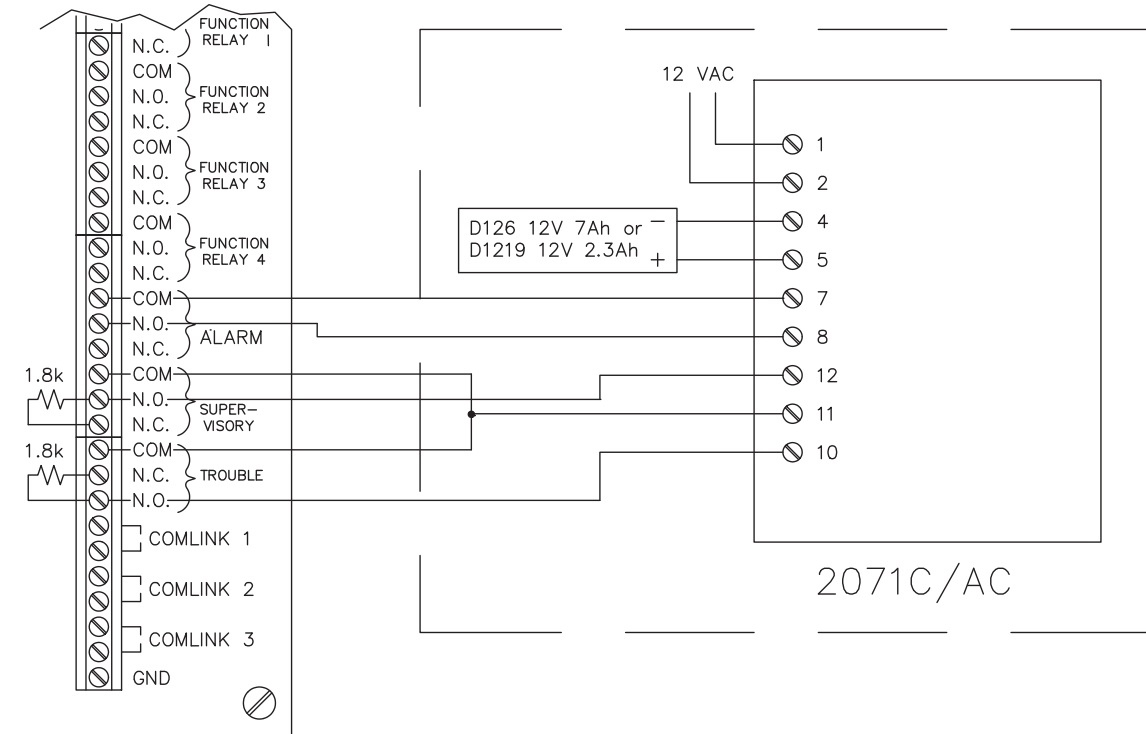 FUNCTION
RELAY 1
N.C.
COM
N.O.
N.C.
FUNCTION
RELAY 2
COM
N.O.
N.C.
FUNCTION
RELAY 3
COM
N.O.
N.C.
FUNCTION
RELAY 4
COM
N.O.
N.C.
ALARM
1.8k
COM
N.O.
N.C.
SUPER-
VISORY
1.8k
COM
N.C.
N.O.
TROUBLE
COMLINK 1
COMLINK 2
COMLINK 3
GND
12 VAC
D126 12V 7Ah or −
D1219 12V 2.3Ah +
1
2
4
5
7
8
12
11
10
2071C/AC